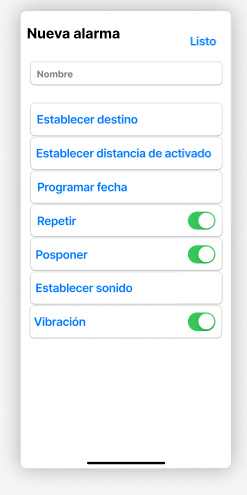 Nueva alarma
Listo
Nombre
Establecer destino
Establecer distancia de activado
Programar fecha
Repetir
Posponer
Establecer sonido
Vibración